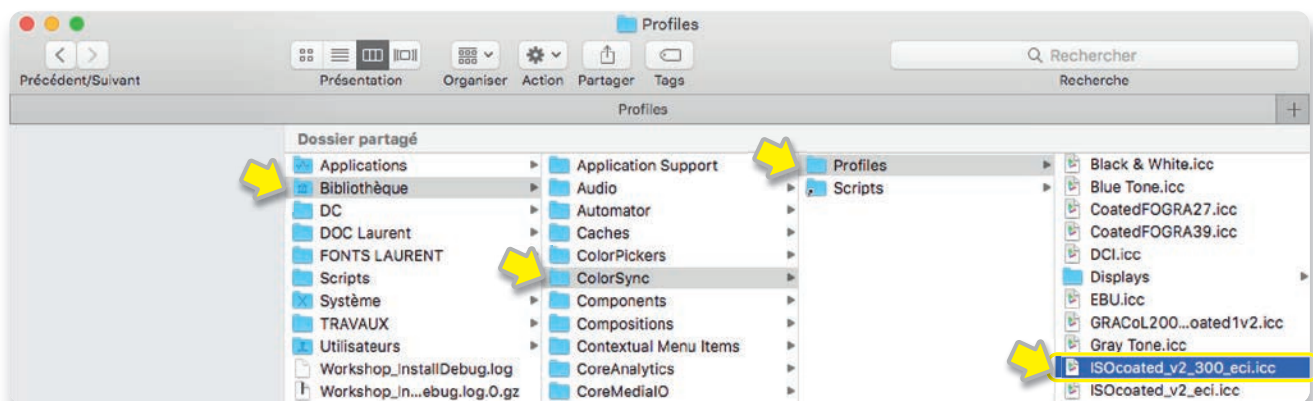 Profiles
Précédent/Suivant
Présentation
Organiser
Action
Partager
Tags
Rechercher
Recherche
Profiles
+
Dossier partagé
Applications
Bibliothèque
DC
DOC Laurent
FONTS LAURENT
Scripts
Système
TRAVAUX
Utilisateurs
Workshop_InstallDebug.log
Workshop_In...ebug.log.0.gz
Application Support
Audio
Automator
Caches
ColorPickers
ColorSync
Components
Compositions
Contextual Menu Items
CoreAnalytics
CoreMediaIO
Profiles
Scripts
Black & White.icc
Blue Tone.icc
CoatedFOGRA27.icc
CoatedFOGRA39.icc
DCI.icc
Displays
EBU.icc
GRACoL200...oated1v2.icc
Gray Tone.icc
ISOcoated_v2_300_eci.icc
ISOcoated_v2_eci.icc